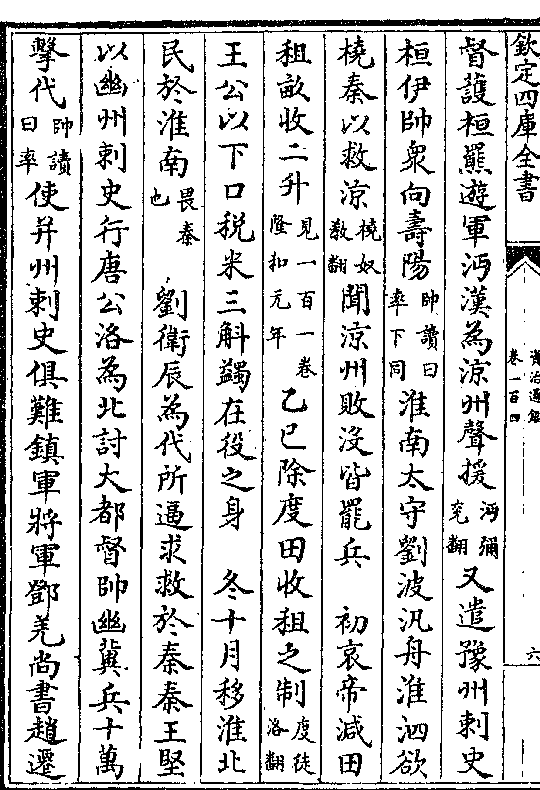 欽定四庫全書
資治通鑑
卷一百四
六
督護桓羆遊軍沔漢為涼州聲援沔彌兖翻又遣豫州刺史
桓伊帥衆向壽陽帥讀曰率下同淮南太守劉波汎舟淮泗欲
橈秦以救涼橈奴教翻聞涼州敗沒皆罷兵　初哀帝減田
租畝收二升見一百一卷隆和元年乙巳除度田收租之制度徒洛翻
王公以下口税米三斛蠲在役之身　冬十月移淮北
民於淮南畏秦也　劉衛辰為代所逼求救於秦秦王堅
以幽州刺史行唐公洛為北討大都督帥幽冀兵十萬
擊代帥讀曰率使并州刺史俱難鎮軍將軍鄧羌尚書趙遷